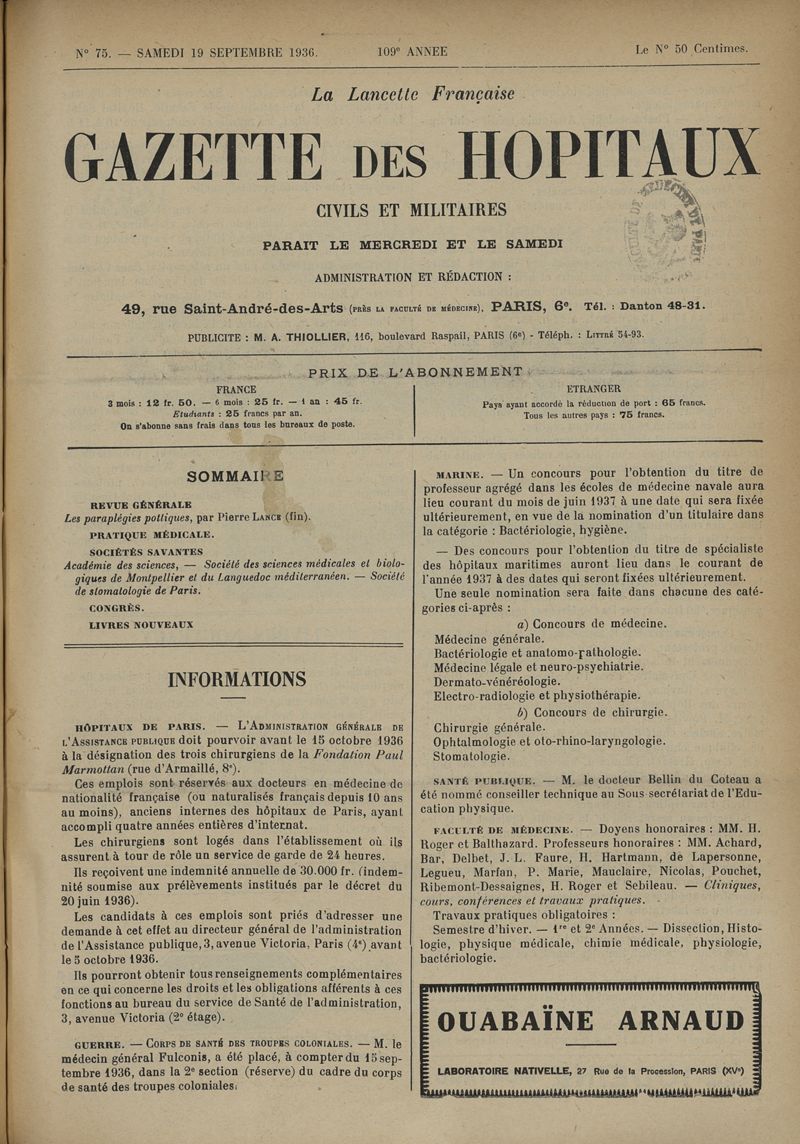 N° 75. — SAMEDI 19 SEPTEMBRE 1936.
109e ANNEE
Le N° 50 Centimes.
La Lancette Française
GAZETTE DES HOPITAUX
CIVILS ET MILITAIRES
PARAIT LE MERCREDI ET LE SAMEDI
ADMINISTRATION ET RÉDACTION :
49, rue Saint-André-des-Arts (PRÈS LA FACULTÉ DE MÉDECINE), PARIS, 6e. Tél. : Danton 48-31.
PUBLICITE : M. A. THIOLLIER, 116, boulevard Raspail, PARIS (6e) - Téléph. : LITTRÉ 54-93.
PRIX DE L'ABONNEMENT
FRANCE
3 mois : 12 fr. 50. — 6 mois : 25 fr. — 1 an : 45 fr.
Etudiants : 25 francs par an.
On s'abonne sans frais dans tous les bureaux de poste.
ETRANGER
Pays ayant accordé la réduction de port : 65 francs.
Tous les autres pays : 75 francs.
SOMMAIRE
REVUE GÉNÉRALE
Les paraplégies pottiques, par Pierre LANCE (fin).
PRATIQUE MÉDICALE.
SOCIÉTÉS SAVANTES
Académie des sciences, — Société des sciences médicales et biolo-
giques de Montpellier et du Languedoc méditerranéen. — Société
de stomatologie de Paris.
CONGRÈS.
LIVRES NOUVEAUX
INFORMATIONS
HÔPITAUX DE PARIS. — L'ADMINISTRATION GÉNÉRALE DE
L'ASSISTANCE PUBLIQUE doit pourvoir avant le 15 octobre 1936
à la désignation des trois chirurgiens de la Fondation Paul
Marmottan (rue d'Armaillé, 8e).
Ces emplois sont réservés aux docteurs en médecine de
nationalité française (ou naturalisés français depuis 10 ans
au moins), anciens internes des hôpitaux de Paris, ayant
accompli quatre années entières d'internat.
Les chirurgiens sont logés dans l'établissement où ils
assurent à tour de rôle un service de garde de 24 heures.
Ils reçoivent une indemnité annuelle de 30.000 fr. (indem-
nité soumise aux prélèvements institués par le décret du
20 juin 1936).
Les candidats à ces emplois sont priés d'adresser une
demande à cet effet au directeur général de l'administration
de l'Assistance publique, 3, avenue Victoria, Paris (4e) avant
le 5 octobre 1936.
Ils pourront obtenir tous renseignements complémentaires
en ce qui concerne les droits et les obligations afférents à ces
fonctions au bureau du service de Santé de l'administration,
3, avenue Victoria (2e étage).
GUERRE. — CORPS DE SANTÉ DES TROUPES COLONIALES. — M. le
médecin général Fulconis, a été placé, à compter du 15 sep-
tembre 1936, dans la 2e section (réserve) du cadre du corps
de santé des troupes coloniales.
MARINE. — Un concours pour l'obtention du titre de
professeur agrégé dans les écoles de médecine navale aura
lieu courant du mois de juin 1937 à une date qui sera fixée
ultérieurement, en vue de la nomination d'un titulaire dans
la catégorie : Bactériologie, hygiène.
— Des concours pour l'obtention du titre de spécialiste
des hôpitaux maritimes auront lieu dans le courant de
l'année 1937 à des dates qui seront fixées ultérieurement.
Une seule nomination sera faite dans chacune des caté-
gories ci-après :
a) Concours de médecine.
Médecine générale.
Bactériologie et anatomo-pathologie.
Médecine légale et neuro-psychiatrie.
Dermato-vénéréologie.
Electro-radiologie et physiothérapie.
b) Concours de chirurgie.
Chirurgie générale.
Ophtalmologie et oto-rhino-laryngologie.
Stomatologie.
SANTÉ PUBLIQUE. — M. le docteur Bellin du Coteau a
été nommé conseiller technique au Sous secrétariat de l'Edu-
cation physique.
FACULTÉ DE MÉDECINE. — Doyens honoraires : MM. H.
Roger et Balthazard. Professeurs honoraires : MM. Achard,
Bar, Delbet, J. L. Faure, H. Hartmann, de Lapersonne,
Legueu, Marfan, P. Marie, Mauclaire, Nicolas, Pouchet,
Ribemont-Dessaignes, H. Roger et Sebileau. — Cliniques,
cours, conférences et travaux pratiques.
Travaux pratiques obligatoires :
Semestre d'hiver. — 1re et 2e Années. — Dissection, Histo-
logie, physique médicale, chimie médicale, physiologie,
bactériologie.
OUABAÏNE ARNAUD
LABORATOIRE NATIVELLE, 27 Rue de la Procession, PARIS (XVe)